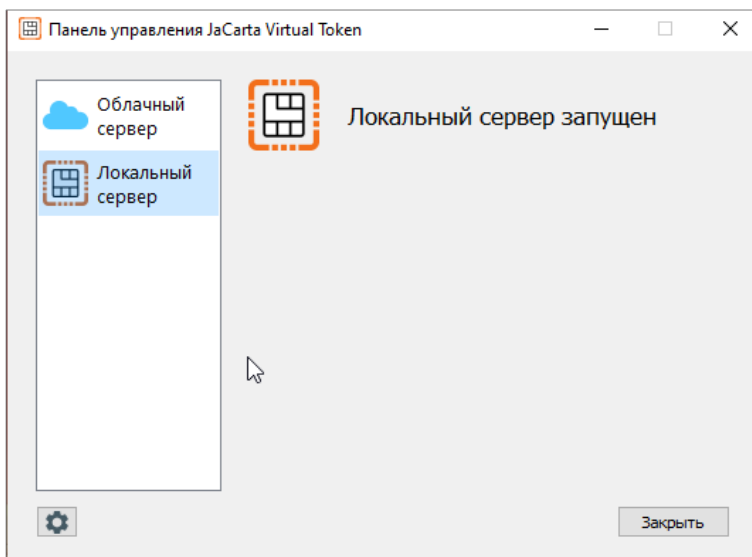 Панель управления JaCarta Virtual Token
Облачный
сервер
Локальный
сервер
Локальный сервер запущен
Закрыть